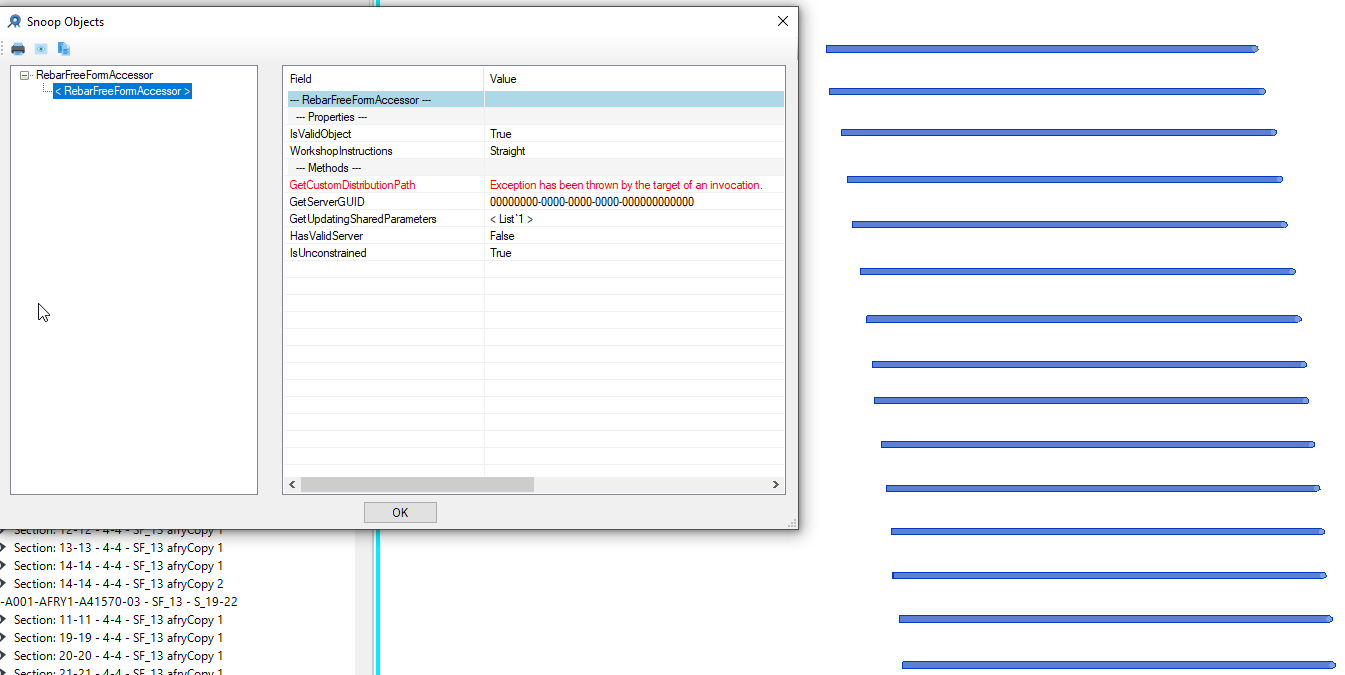 Snoop Objects
RebarFreeFormAccessor
< RebarFreeFormAccessor >
Field Value
--- RebarFreeFormAccessor ---
--- Properties ---
IsValidObject True
WorkshopInstructions Straight
--- Methods ---
GetCustomDistributionPath Exception has been thrown by the target of an invocation.
GetServerGUID 00000000-0000-0000-0000-000000000000
GetUpdatingSharedParameters < List`1 >
HasValidServer False
IsUnconstrained True
OK
Section: 12-12 - 4-4 - SF_13 afryCopy 1
Section: 13-13 - 4-4 - SF_13 afryCopy 1
Section: 14-14 - 4-4 - SF_13 afryCopy 1
Section: 14-14 - 4-4 - SF_13 afryCopy 2
-A001-AFRY1-A41570-03 - SF_13 - S_19-22
Section: 11-11 - 4-4 - SF_13 afryCopy 1
Section: 19-19 - 4-4 - SF_13 afryCopy 1
Section: 20-20 - 4-4 - SF_13 afryCopy 1
Section: 21-21 - 4-4 - SF_13 afryCopy 1